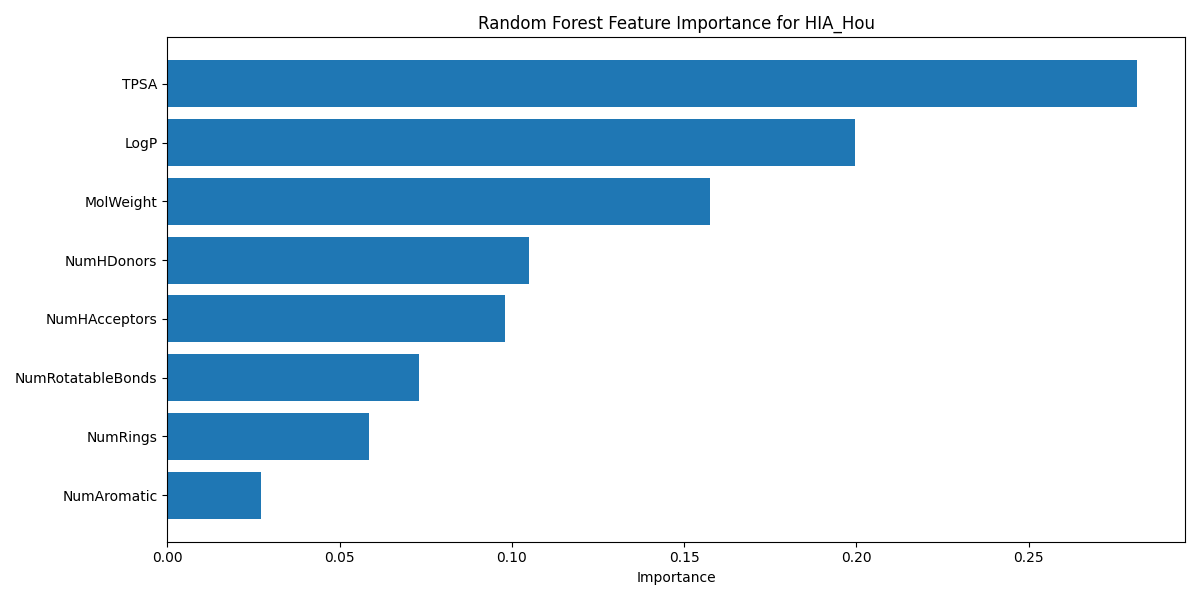 Random Forest Feature Importance for HIA_Hou
TPSA
LogP
MolWeight
NumHDonors
NumHAcceptors
NumRotatableBonds
NumRings
NumAromatic
0.00 0.05 0.10 0.15 0.20 0.25
Importance